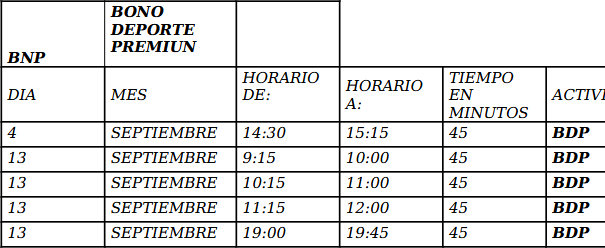 BNP BONO DEPORTE PREMIUN
DIA MES HORARIO DE: HORARIO A: TIEMPO EN MINUTOS
4 SEPTIEMBRE 14:30 15:15 45 BDP
13 SEPTIEMBRE 9:15 10:00 45 BDP
13 SEPTIEMBRE 10:15 11:00 45 BDP
13 SEPTIEMBRE 11:15 12:00 45 BDP
13 SEPTIEMBRE 19:00 19:45 45 BDP